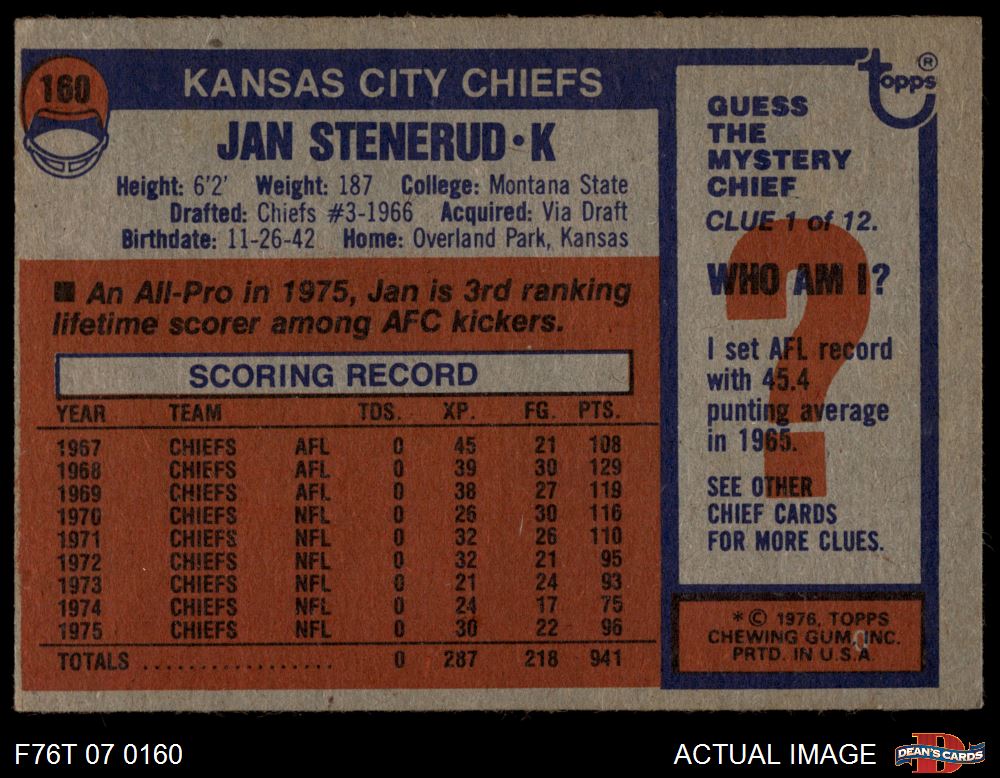 160
KANSAS CITY CHIEFS
JAN STENERUD • K
Height: 6'2' Weight: 187 College: Montana State
Drafted: Chiefs #3-1966 Acquired: Via Draft
Birthdate: 11-26-42 Home: Overland Park, Kansas
■ An All-Pro in 1975, Jan is 3rd ranking
lifetime scorer among AFC kickers.
SCORING RECORD
YEAR TEAM TDS. XP. FG. PTS.
1967 CHIEFS AFL 0 45 21 108
1968 CHIEFS AFL 0 39 30 129
1969 CHIEFS AFL 0 38 27 119
1970 CHIEFS NFL 0 26 30 116
1971 CHIEFS NFL 0 32 26 110
1972 CHIEFS NFL 0 32 21 95
1973 CHIEFS NFL 0 21 24 93
1974 CHIEFS NFL 0 24 17 75
1975 CHIEFS NFL 0 30 22 96
TOTALS .................. 0 287 218 941
topps ®
GUESS
THE
MYSTERY
CHIEF
CLUE 1 of 12.
WHO AM I?
?
I set AFL record
with 45.4
punting average
in 1965.
SEE OTHER
CHIEF CARDS
FOR MORE CLUES.
* © 1976, TOPPS
CHEWING GUM, INC.
PRTD. IN U.S.A.
F76T 07 0160
ACTUAL IMAGE
DEAN'S CARDS